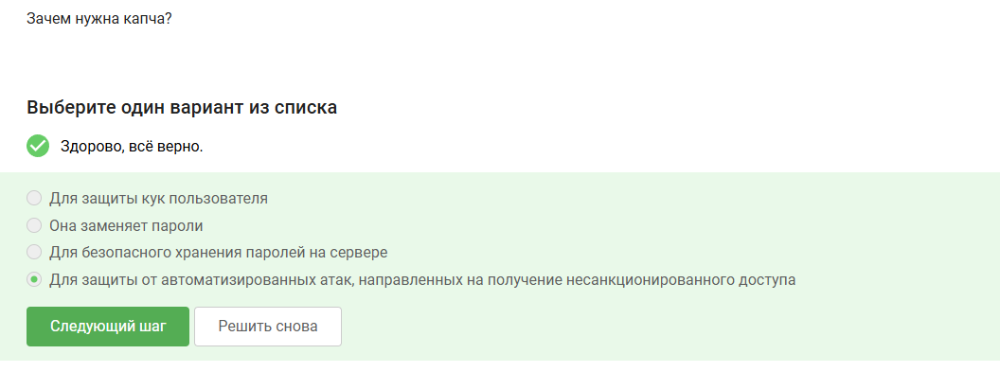 Зачем нужна капча?
Выберите один вариант из списка
Здорово, всё верно.
Для защиты кук пользователя
Она заменяет пароли
Для безопасного хранения паролей на сервере
Для защиты от автоматизированных атак, направленных на получение несанкционированного доступа
Следующий шаг
Решить снова